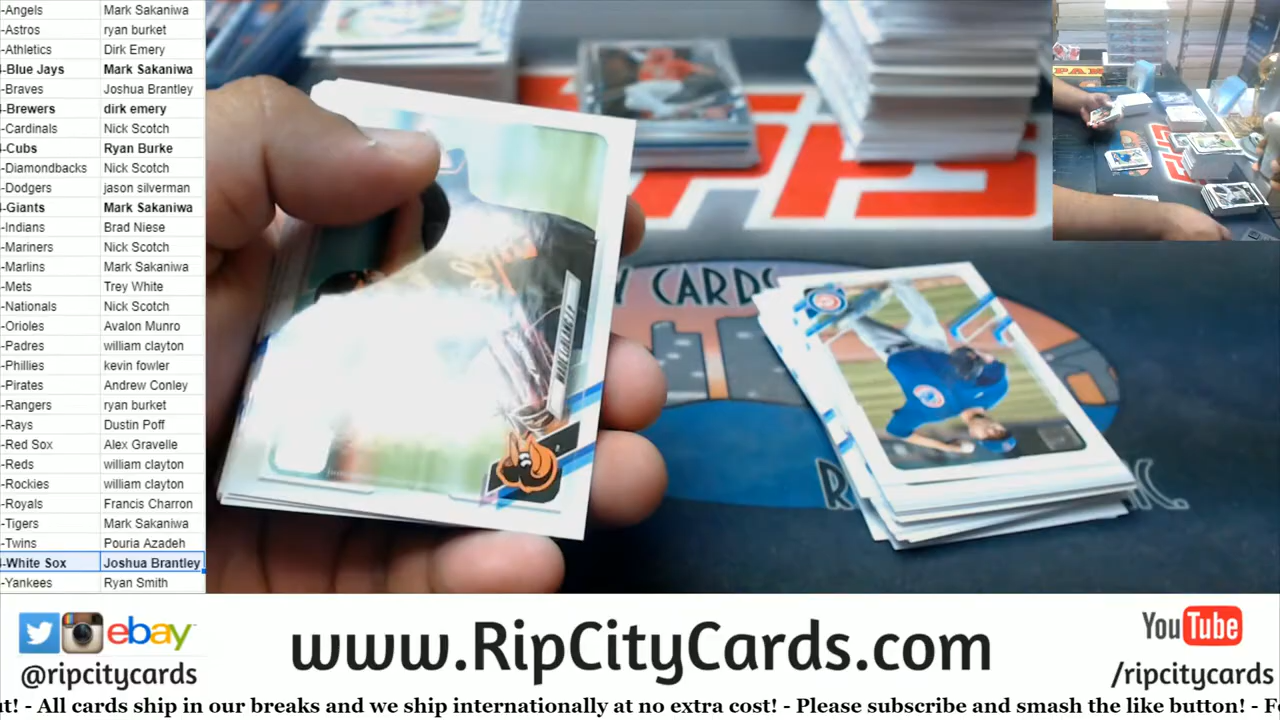 -Angels Mark Sakaniwa
-Astros ryan burket
-Athletics Dirk Emery
-Blue Jays Mark Sakaniwa
-Braves Joshua Brantley
-Brewers dirk emery
-Cardinals Nick Scotch
-Cubs Ryan Burke
-Diamondbacks Nick Scotch
-Dodgers jason silverman
-Giants Mark Sakaniwa
-Indians Brad Niese
-Mariners Nick Scotch
-Marlins Mark Sakaniwa
-Mets Trey White
-Nationals Nick Scotch
-Orioles Avalon Munro
-Padres william clayton
-Phillies kevin fowler
-Pirates Andrew Conley
-Rangers ryan burket
-Rays Dustin Poff
-Red Sox Alex Gravelle
-Reds william clayton
-Rockies william clayton
-Royals Francis Charron
-Tigers Mark Sakaniwa
-Twins Pouria Azadeh
-White Sox Joshua Brantley
-Yankees Ryan Smith
Y CARDS
ebay
@ripcitycards
www.RipCityCards.com
YouTube
/ripcitycards
! - All cards ship in our breaks and we ship internationally at no extra cost! - Please subscribe and smash the like button! -